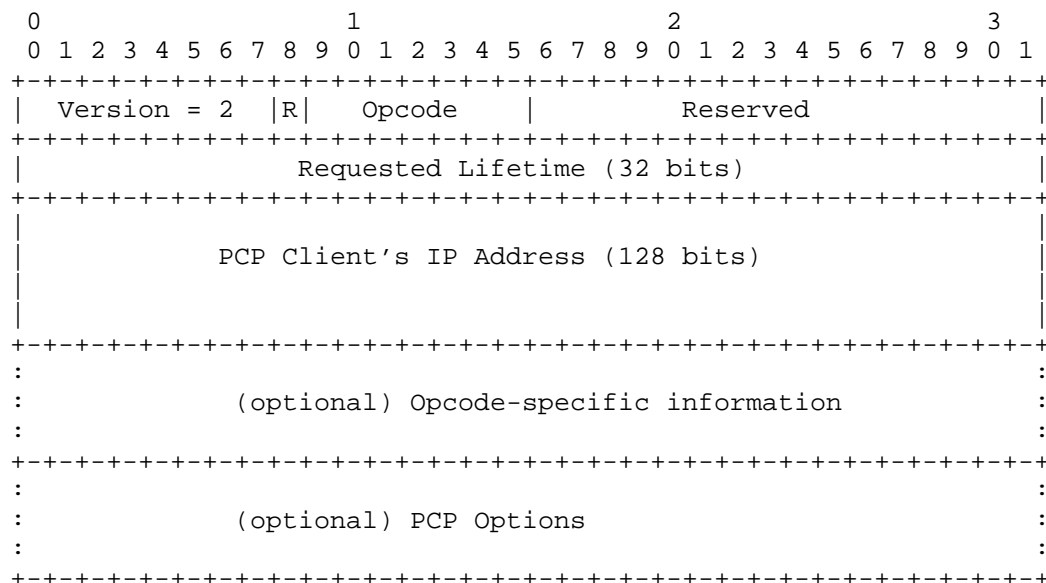 0                   1                   2                   3
 0 1 2 3 4 5 6 7 8 9 0 1 2 3 4 5 6 7 8 9 0 1 2 3 4 5 6 7 8 9 0 1
+-+-+-+-+-+-+-+-+-+-+-+-+-+-+-+-+-+-+-+-+-+-+-+-+-+-+-+-+-+-+-+-+
|  Version = 2  |R|   Opcode    |         Reserved              |
+-+-+-+-+-+-+-+-+-+-+-+-+-+-+-+-+-+-+-+-+-+-+-+-+-+-+-+-+-+-+-+-+
|                 Requested Lifetime (32 bits)                  |
+-+-+-+-+-+-+-+-+-+-+-+-+-+-+-+-+-+-+-+-+-+-+-+-+-+-+-+-+-+-+-+-+
|                                                               |
|            PCP Client’s IP Address (128 bits)                 |
|                                                               |
|                                                               |
+-+-+-+-+-+-+-+-+-+-+-+-+-+-+-+-+-+-+-+-+-+-+-+-+-+-+-+-+-+-+-+-+
:                                                               :
:             (optional) Opcode-specific information            :
:                                                               :
+-+-+-+-+-+-+-+-+-+-+-+-+-+-+-+-+-+-+-+-+-+-+-+-+-+-+-+-+-+-+-+-+
:                                                               :
:             (optional) PCP Options                            :
:                                                               :
+-+-+-+-+-+-+-+-+-+-+-+-+-+-+-+-+-+-+-+-+-+-+-+-+-+-+-+-+-+-+-+-+